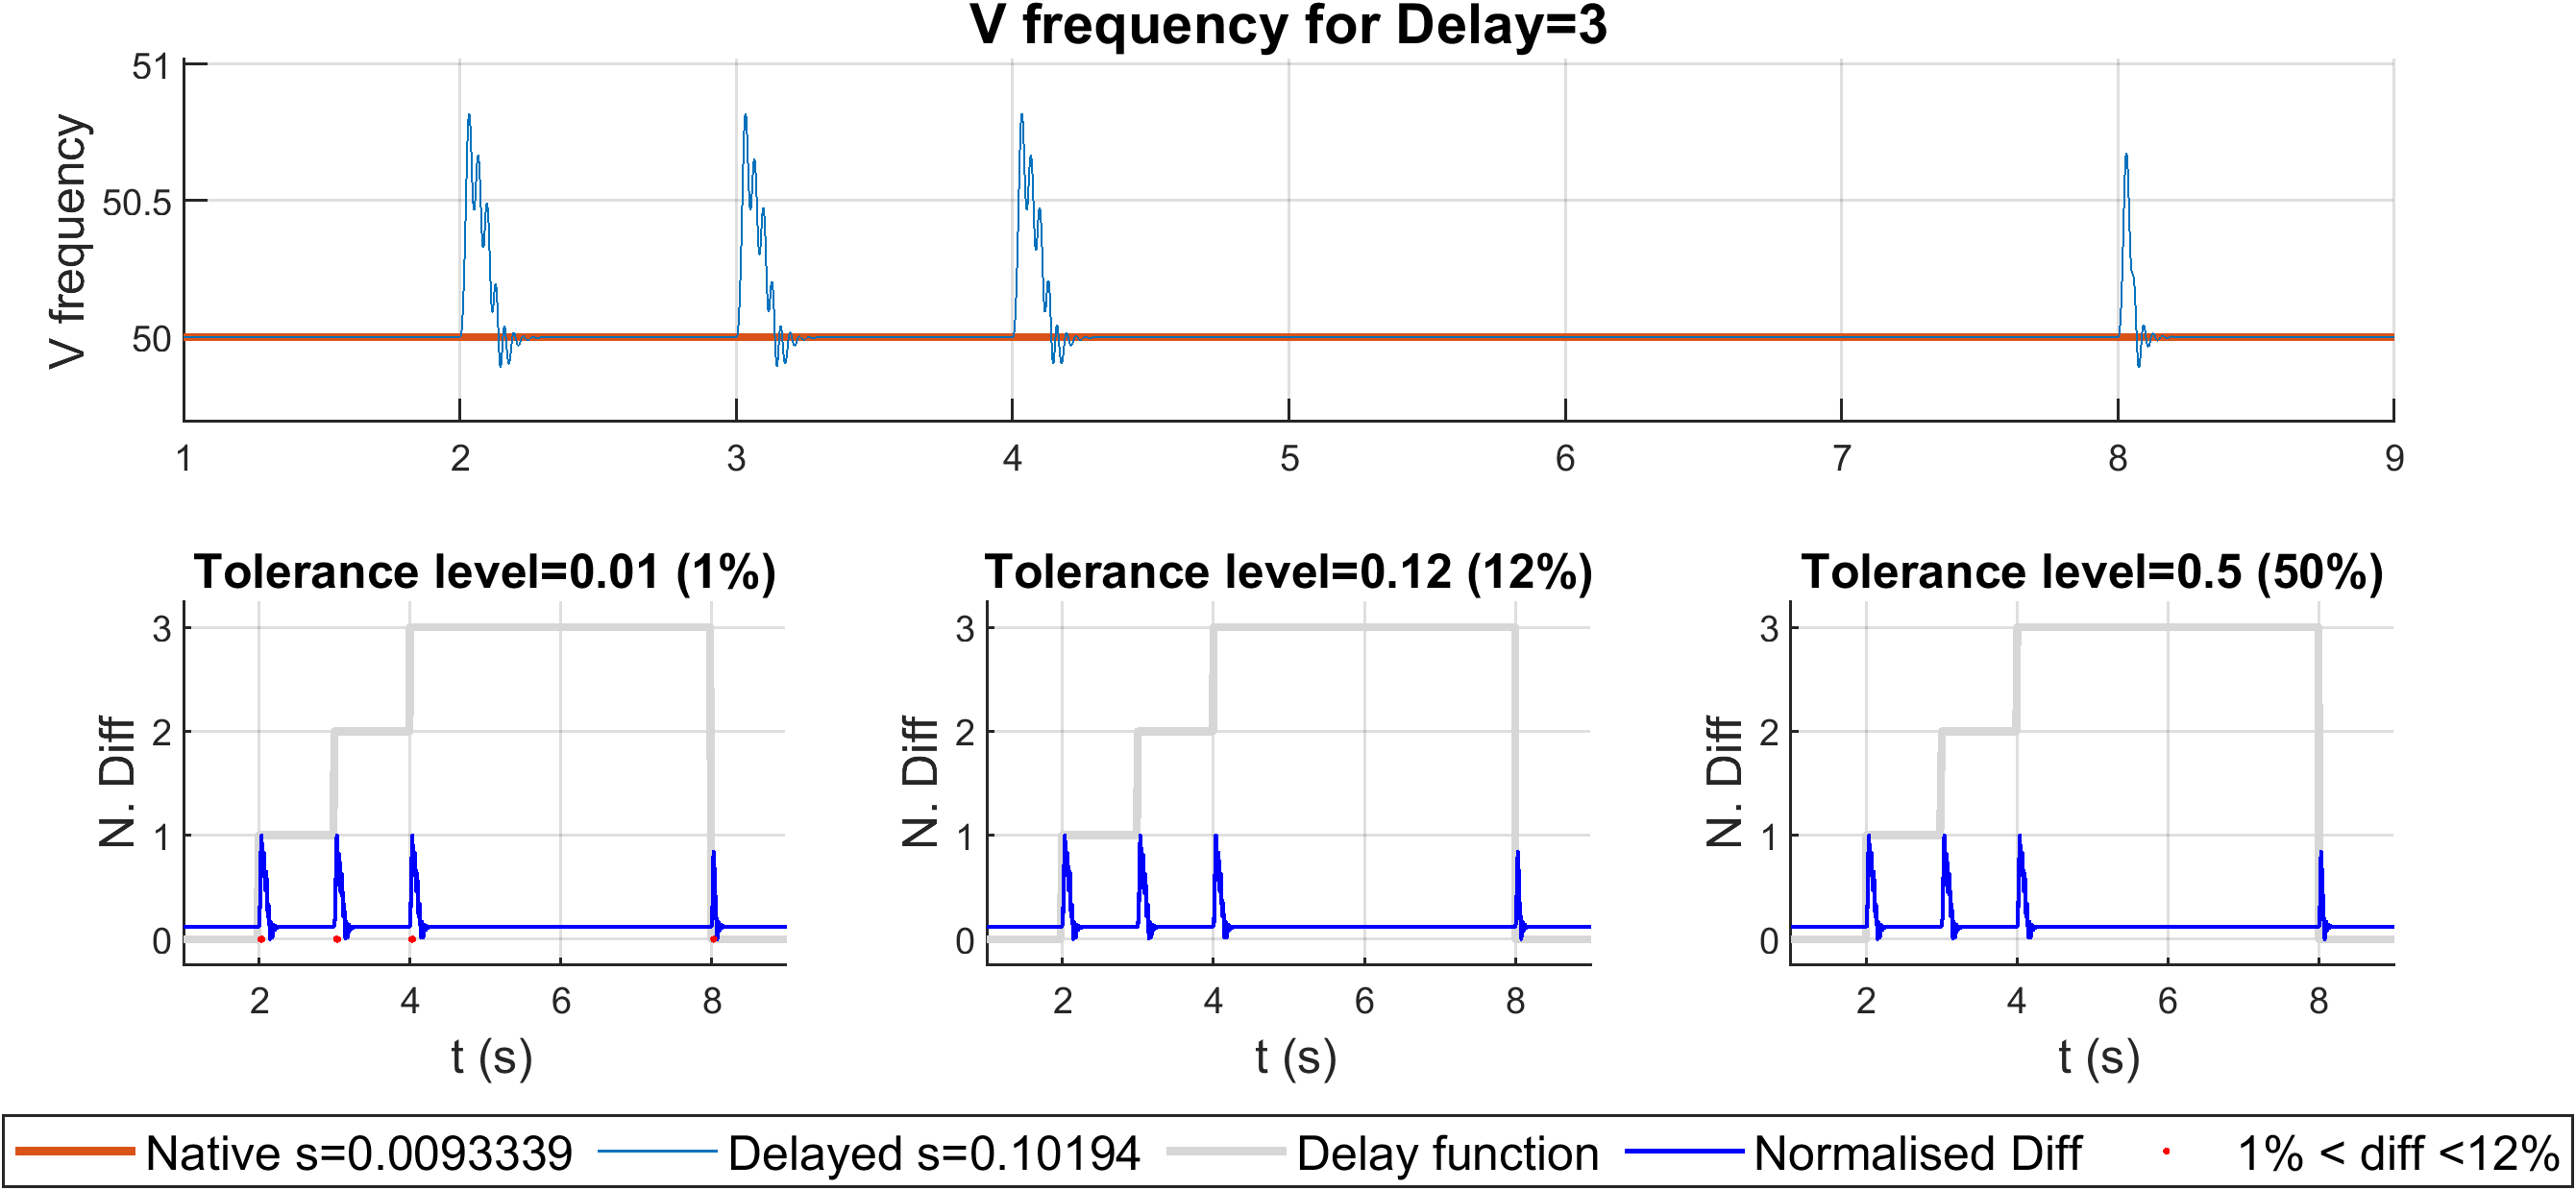 V frequency for Delay=3
51
50.5
50
V frequency
1 2 3 4 5 6 7 8 9
Tolerance level=0.01 (1%)
3
2
1
0
N. Diff
2 4 6 8
t (s)
Tolerance level=0.12 (12%)
3
2
1
0
N. Diff
2 4 6 8
t (s)
Tolerance level=0.5 (50%)
3
2
1
0
N. Diff
2 4 6 8
t (s)
Native s=0.0093339 Delayed s=0.10194 Delay function Normalised Diff 1% < diff <12%